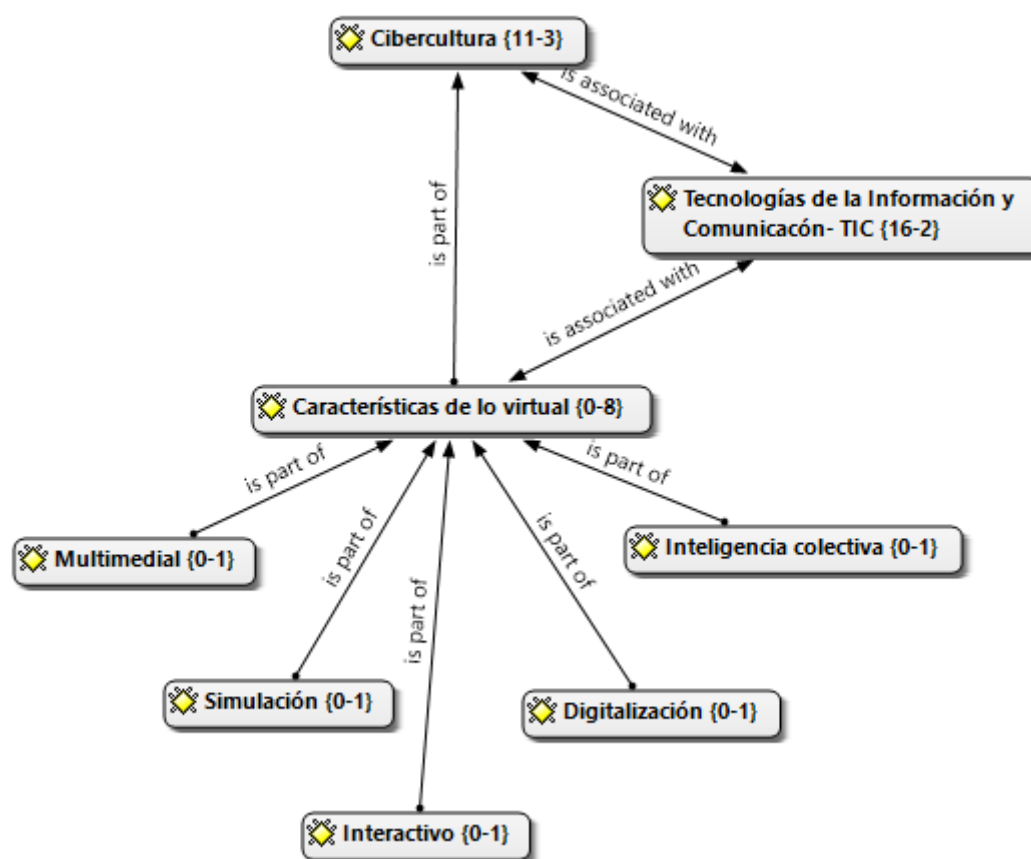 Cibercultura {11-3}
is associated with
Tecnologías de la Información y
Comunicacón- TIC {16-2}
is part of
is associated with
Características de lo virtual {0-8}
is part of
is part of
is part of
is part of
is part of
Multimedial {0-1}
Inteligencia colectiva {0-1}
Simulación {0-1}
Digitalización {0-1}
Interactivo {0-1}